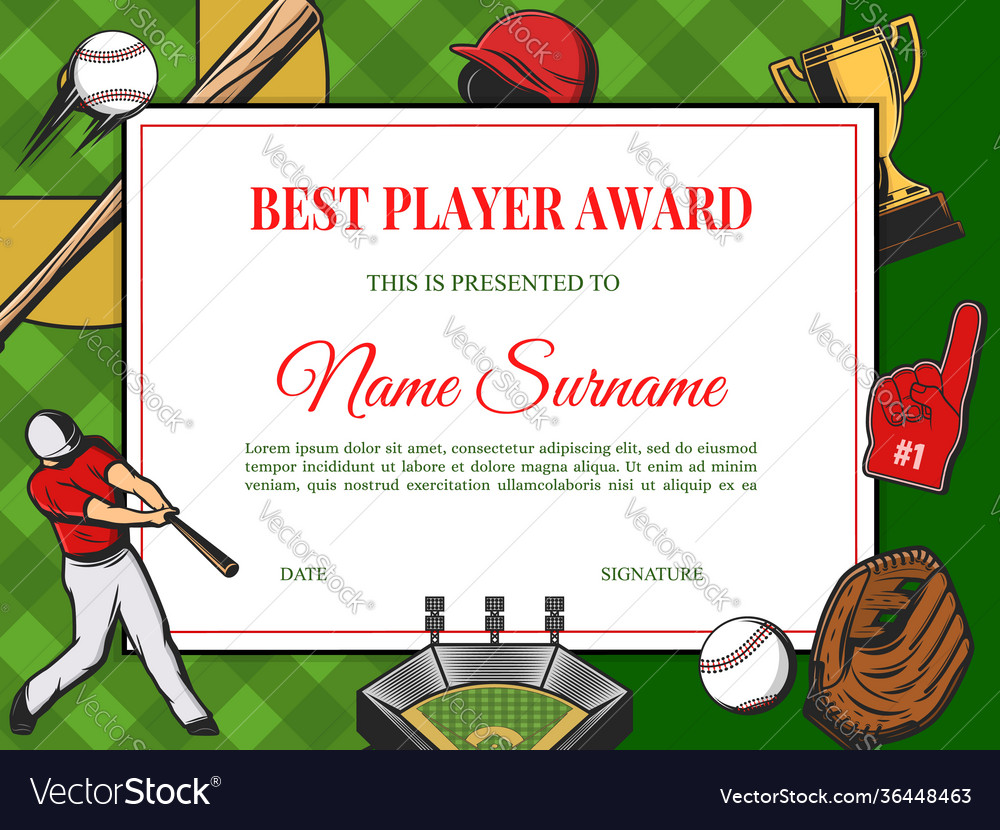 BEST PLAYER AWARD
THIS IS PRESENTED TO
Name Surname
#1
Lorem ipsum dolor sit amet, consectetur adipiscing elit, sed do eiusmod
tempor incididunt ut labore et dolore magna aliqua. Ut enim ad minim
veniam, quis nostrud exercitation ullamcolaboris nisi ut aliquip ex ea
DATE SIGNATURE
VectorStock®
VectorStock.com/36448463